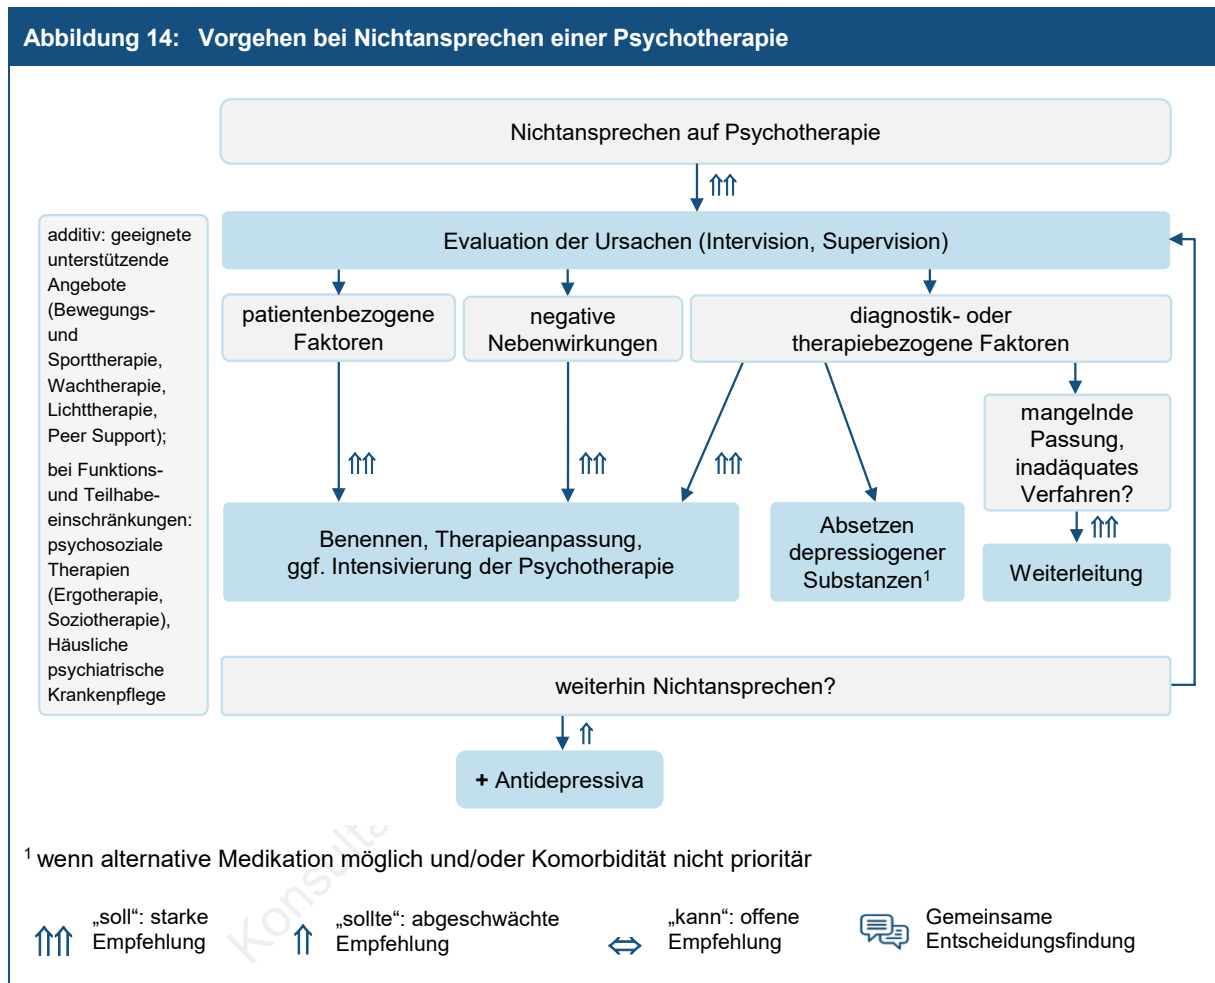 Abbildung 14: Vorgehen bei Nichtansprechen einer Psychotherapie
Nichtansprechen auf Psychotherapie
⇑⇑
Evaluation der Ursachen (Intervision, Supervision)
additiv: geeignete
unterstützende
Angebote
(Bewegungs-
und
Sporttherapie,
Wachtherapie,
Lichttherapie,
Peer Support);
bei Funktions-
und Teilhabe-
einschränkungen:
psychosoziale
Therapien
(Ergotherapie,
Soziotherapie),
Häusliche
psychiatrische
Krankenpflege
patientenbezogene
Faktoren
negative
Nebenwirkungen
diagnostik- oder
therapiebezogene Faktoren
mangelnde
Passung,
inadäquates
Verfahren?
⇑⇑
⇑⇑
⇑⇑
⇑⇑
Benennen, Therapieanpassung,
ggf. Intensivierung der Psychotherapie
Absetzen
depressiogener
Substanzen¹
Weiterleitung
weiterhin Nichtansprechen?
⇑
+ Antidepressiva
Konsulta
¹ wenn alternative Medikation möglich und/oder Komorbidität nicht prioritär
⇑⇑ „soll“: starke
Empfehlung
⇑ „sollte“: abgeschwächte
Empfehlung
⇔ „kann“: offene
Empfehlung
Gemeinsame
Entscheidungsfindung